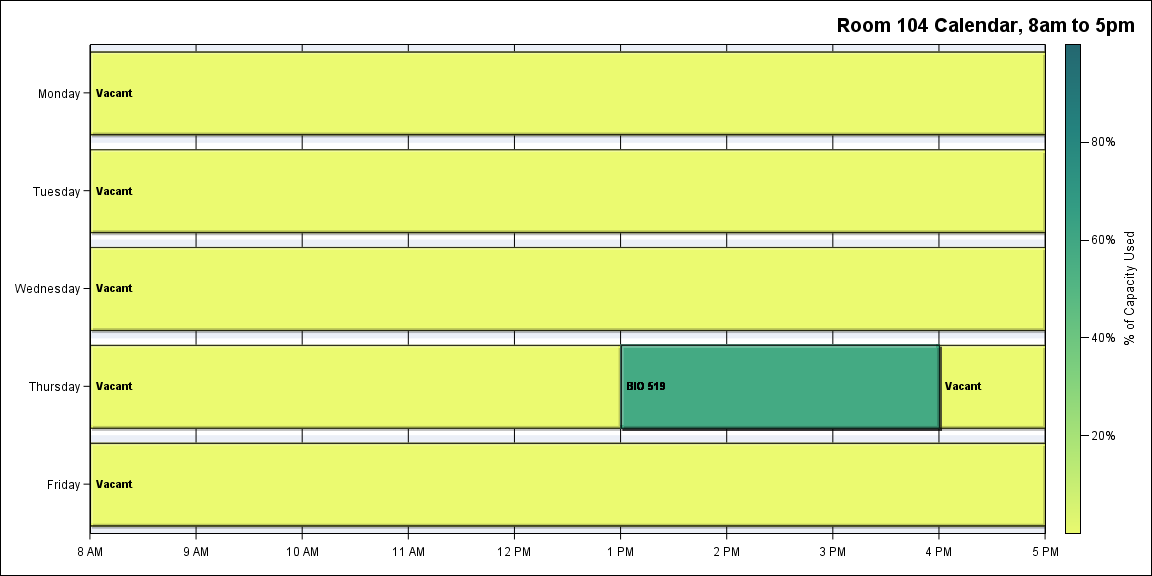 Room 104 Calendar, 8am to 5pm
Monday
Vacant
Tuesday
Vacant
Wednesday
Vacant
Thursday
Vacant
BIO 519
Vacant
Friday
Vacant
8 AM
9 AM
10 AM
11 AM
12 PM
1 PM
2 PM
3 PM
4 PM
5 PM
80%
60%
40%
20%
% of Capacity Used